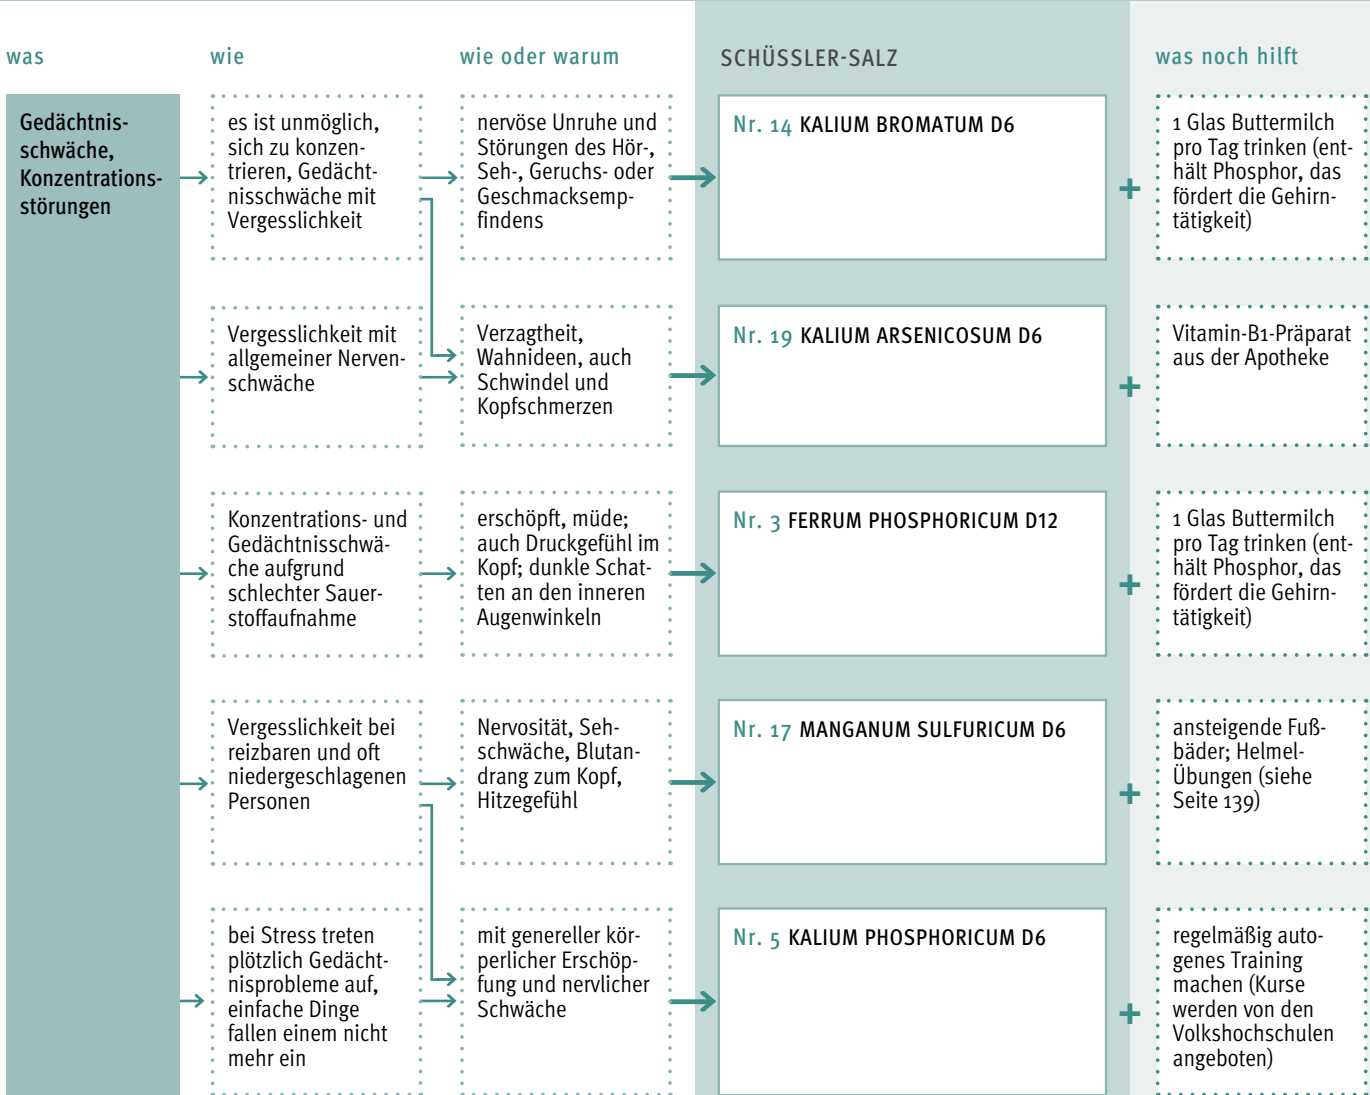 was
wie
wie oder warum
SCHÜSSLER-SALZ
was noch hilft
Gedächtnis-
schwäche,
Konzentrations-
störungen
es ist unmöglich,
sich zu konzen-
trieren, Gedächt-
nisschwäche mit
Vergesslichkeit
nervöse Unruhe und
Störungen des Hör-,
Seh-, Geruchs- oder
Geschmacksemp-
findens
Nr. 14 KALIUM BROMATUM D6
+
1 Glas Buttermilch
pro Tag trinken (ent-
hält Phosphor, das
fördert die Gehirn-
tätigkeit)
Vergesslichkeit mit
allgemeiner Nerven-
schwäche
Verzagtheit,
Wahnideen, auch
Schwindel und
Kopfschmerzen
Nr. 19 KALIUM ARSENICOSUM D6
+
Vitamin-B1-Präparat
aus der Apotheke
Konzentrations- und
Gedächtnisschwä-
che aufgrund
schlechter Sauer-
stoffaufnahme
erschöpft, müde;
auch Druckgefühl im
Kopf; dunkle Schat-
ten an den inneren
Augenwinkeln
Nr. 3 FERRUM PHOSPHORICUM D12
+
1 Glas Buttermilch
pro Tag trinken (ent-
hält Phosphor, das
fördert die Gehirn-
tätigkeit)
Vergesslichkeit bei
reizbaren und oft
niedergeschlagenen
Personen
Nervosität, Seh-
schwäche, Blutan-
drang zum Kopf,
Hitzegefühl
Nr. 17 MANGANUM SULFURICUM D6
+
ansteigende Fuß-
bäder; Helmel-
Übungen (siehe
Seite 139)
bei Stress treten
plötzlich Gedächt-
nisprobleme auf,
einfache Dinge
fallen einem nicht
mehr ein
mit genereller kör-
perlicher Erschöp-
fung und nervlicher
Schwäche
Nr. 5 KALIUM PHOSPHORICUM D6
+
regelmäßig auto-
genes Training
machen (Kurse
werden von den
Volkshochschulen
angeboten)